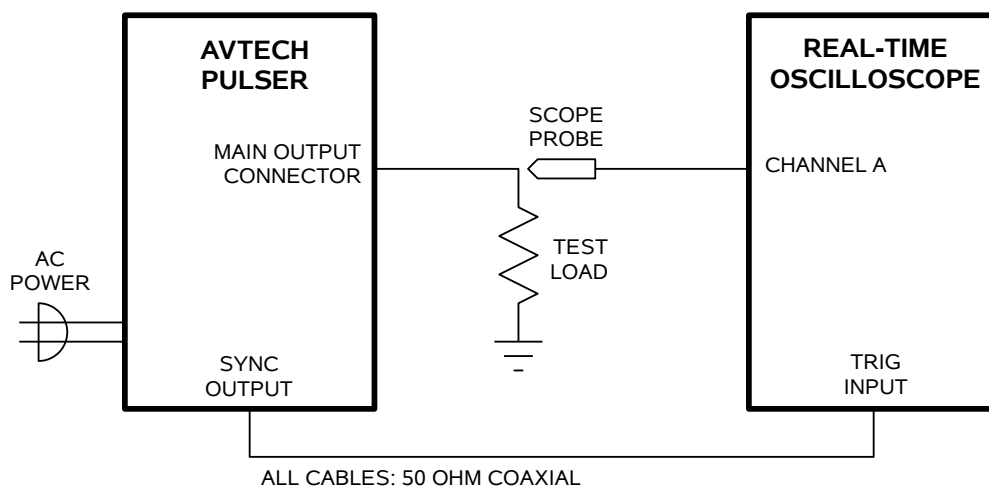 AVTECH
PULSER
MAIN OUTPUT
CONNECTOR
SCOPE
PROBE
REAL-TIME
OSCILLOSCOPE
CHANNEL A
TEST
LOAD
AC
POWER
SYNC
OUTPUT
TRIG
INPUT
ALL CABLES: 50 OHM COAXIAL